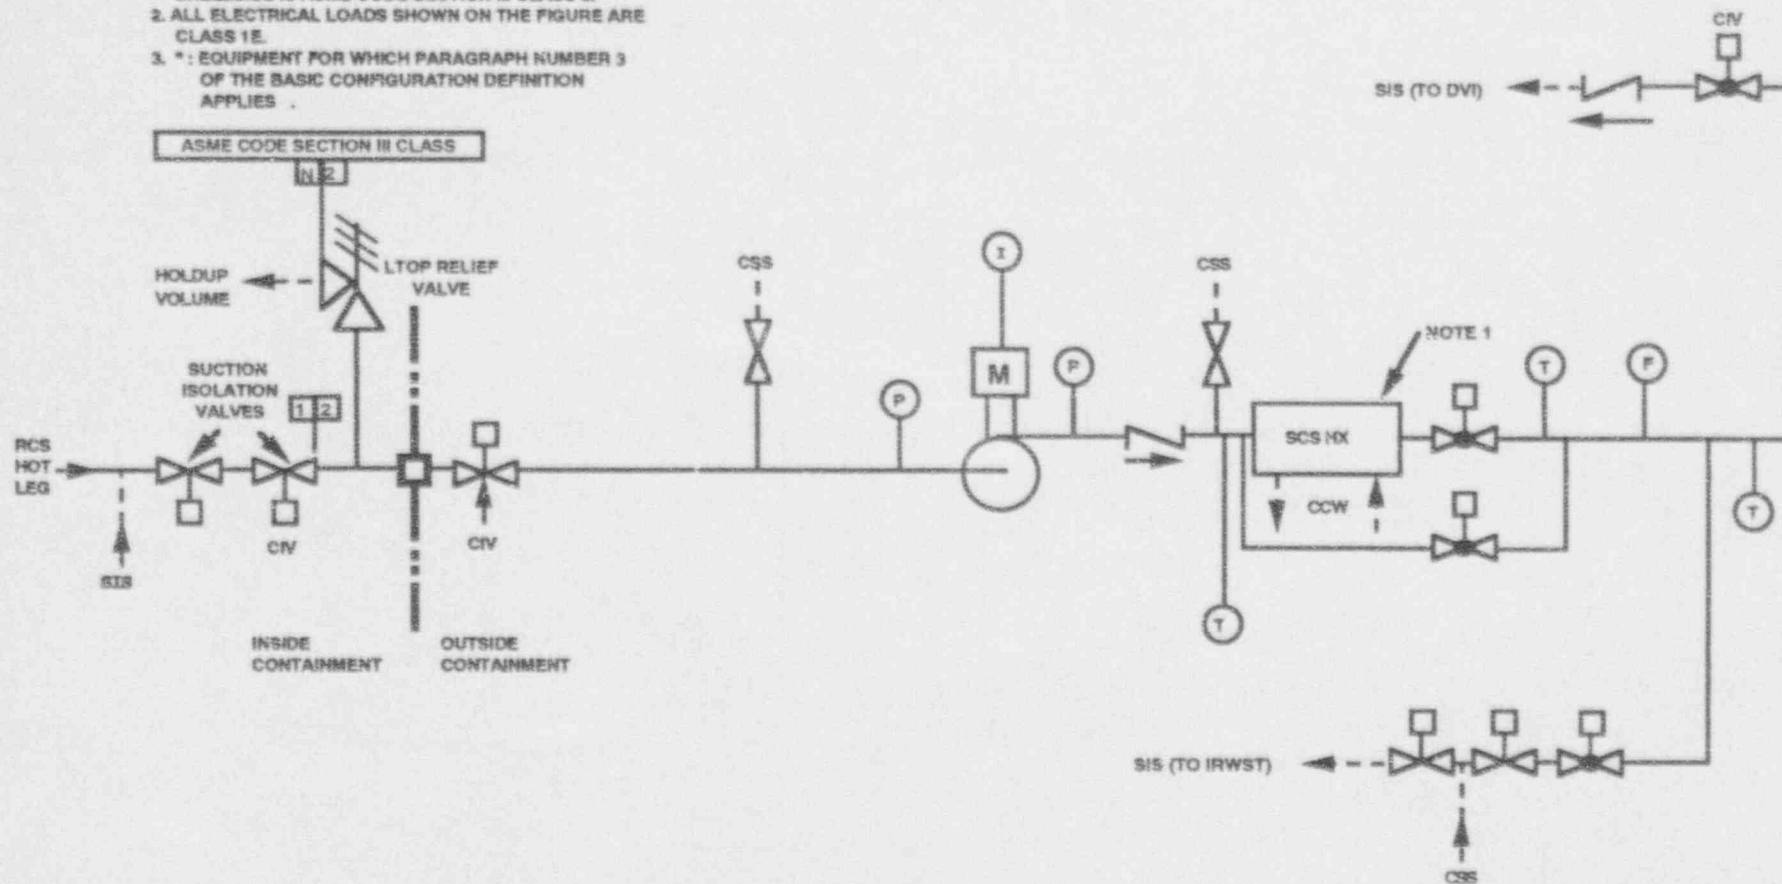 2. ALL ELECTRICAL LOADS SHOWN ON THE FIGURE ARE
CLASS 1E.
3. * : EQUIPMENT FOR WHICH PARAGRAPH NUMBER 3
OF THE BASIC CONFIGURATION DEFINITION
APPLIES .
CIV
SIS (TO DVI)
ASME CODE SECTION III CLASS
N 2
HOLDUP
VOLUME
LTOP RELIEF
VALVE
CSS
I
CSS
NOTE 1
SUCTION
ISOLATION
VALVES
1 2
P
M
P
T
F
RCS
HOT
LEG
SCS HX
CCW
T
CIV
CIV
SIS
T
INSIDE
CONTAINMENT
OUTSIDE
CONTAINMENT
SIS (TO IRWST)
CSS